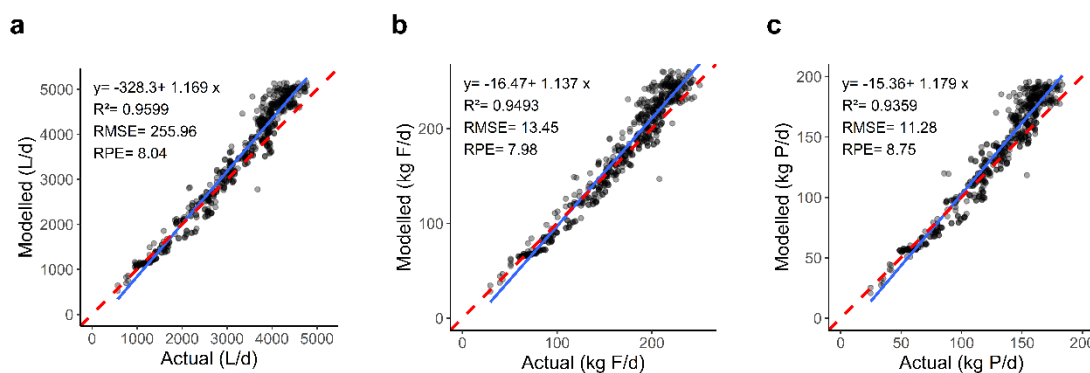 a
y= -328.3+ 1.169 x
R²= 0.9599
RMSE= 255.96
RPE= 8.04
Modelled (L/d)
5000
4000
3000
2000
1000
0
0 1000 2000 3000 4000 5000
Actual (L/d)
b
y= -16.47+ 1.137 x
R²= 0.9493
RMSE= 13.45
RPE= 7.98
Modelled (kg F/d)
200
100
0
0 100 200
Actual (kg F/d)
c
y= -15.36+ 1.179 x
R²= 0.9359
RMSE= 11.28
RPE= 8.75
Modelled (kg P/d)
200
150
100
50
0
0 50 100 150 200
Actual (kg P/d)